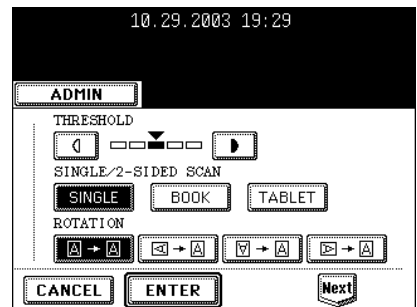 10.29.2003 19:29
ADMIN
THRESHOLD
SINGLE/2-SIDED SCAN
SINGLE BOOK TABLET
ROTATION
A → A A → A A → A A → A
CANCEL ENTER Next